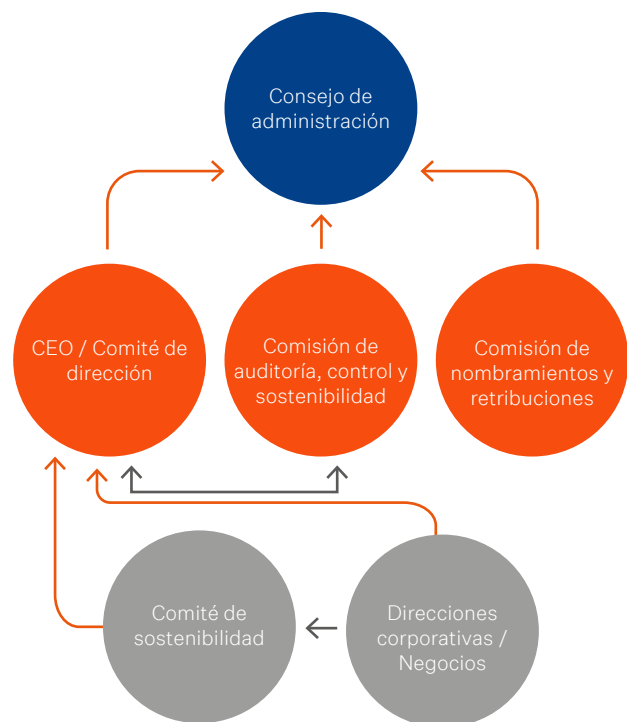 Consejo de
administración
CEO / Comité de
dirección
Comisión de
auditoría, control y
sostenibilidad
Comisión de
nombramientos y
retribuciones
Comité de
sostenibilidad
Direcciones
corporativas /
Negocios